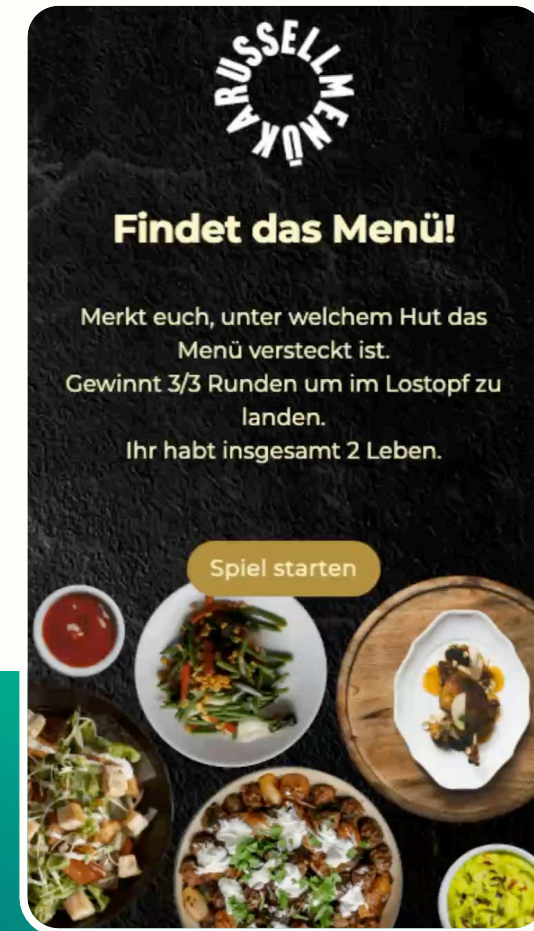 MENÜKARUSSELL
Findet das Menü!
Merkt euch, unter welchem Hut das
Menü versteckt ist.
Gewinnt 3/3 Runden um im Lostopf zu
landen.
Ihr habt insgesamt 2 Leben.
Spiel starten